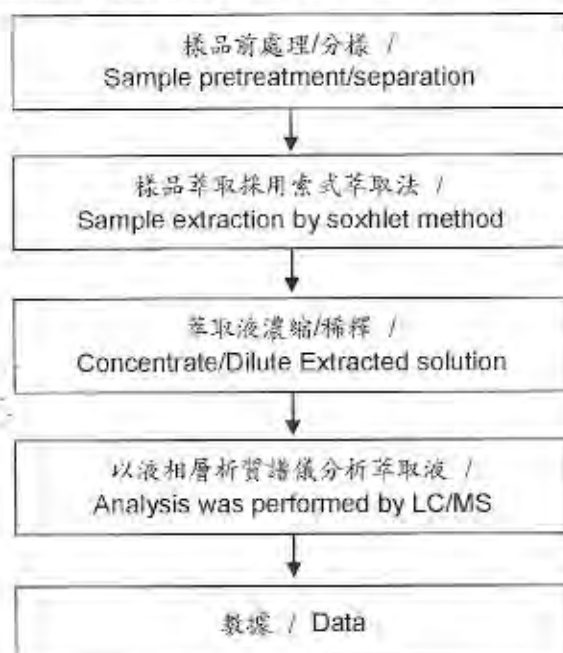 樣品前處理/分樣 /
Sample pretreatment/separation
樣品萃取採用索式萃取法 /
Sample extraction by soxhlet method
萃取液濃縮/稀釋 /
Concentrate/Dilute Extracted solution
以液相層析質譜儀分析萃取液 /
Analysis was performed by LC/MS
數據 / Data